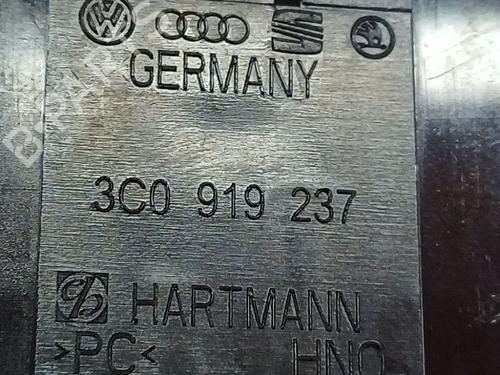 GERMANY
3C0 919 237
HARTMANN
>PC< HNO